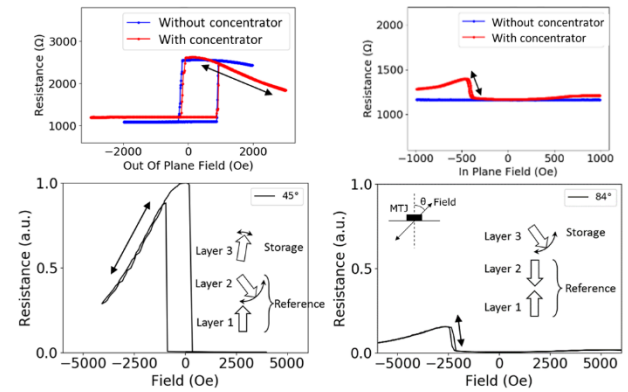 Without concentrator
With concentrator
Resistance (Ω)
3000
2000
1000
−2000
0
2000
Out Of Plane Field (Oe)
Without concentrator
With concentrator
Resistance (Ω)
2000
1500
1000
−1000
−500
0
500
1000
In Plane Field (Oe)
Resistance (a.u.)
1.0
0.5
0.0
45°
Layer 3
Storage
Layer 2
Reference
Layer 1
−5000
−2500
0
2500
5000
Field (Oe)
Resistance (a.u.)
1.0
0.5
0.0
84°
θ
Field
MTJ
Layer 3
Storage
Layer 2
Reference
Layer 1
−5000
−2500
0
2500
5000
Field (Oe)